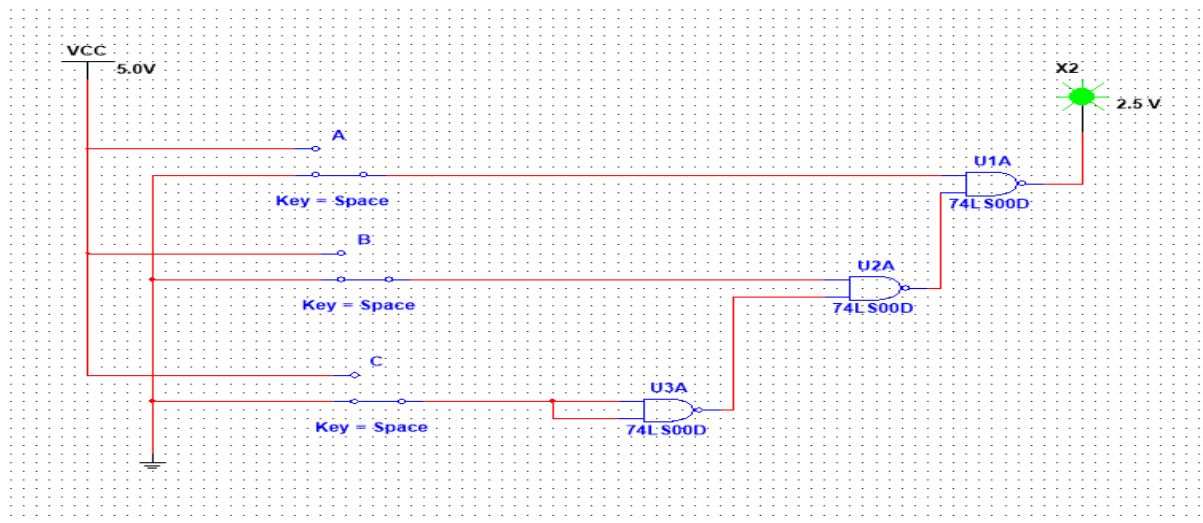 VCC
5.0V
X2
2.5 V
A
U1A
Key = Space
74LS00D
B
U2A
Key = Space
74LS00D
C
U3A
Key = Space
74LS00D